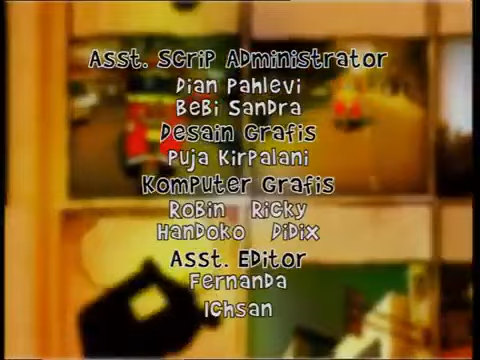 Asst. Scrip Administrator
Dian Pahlevi
Bebi Sandra
Desain Grafis
Puja Kirpalani
Komputer Grafis
Robin Ricky
Handoko Didix
Asst. Editor
Fernanda
Ichsan